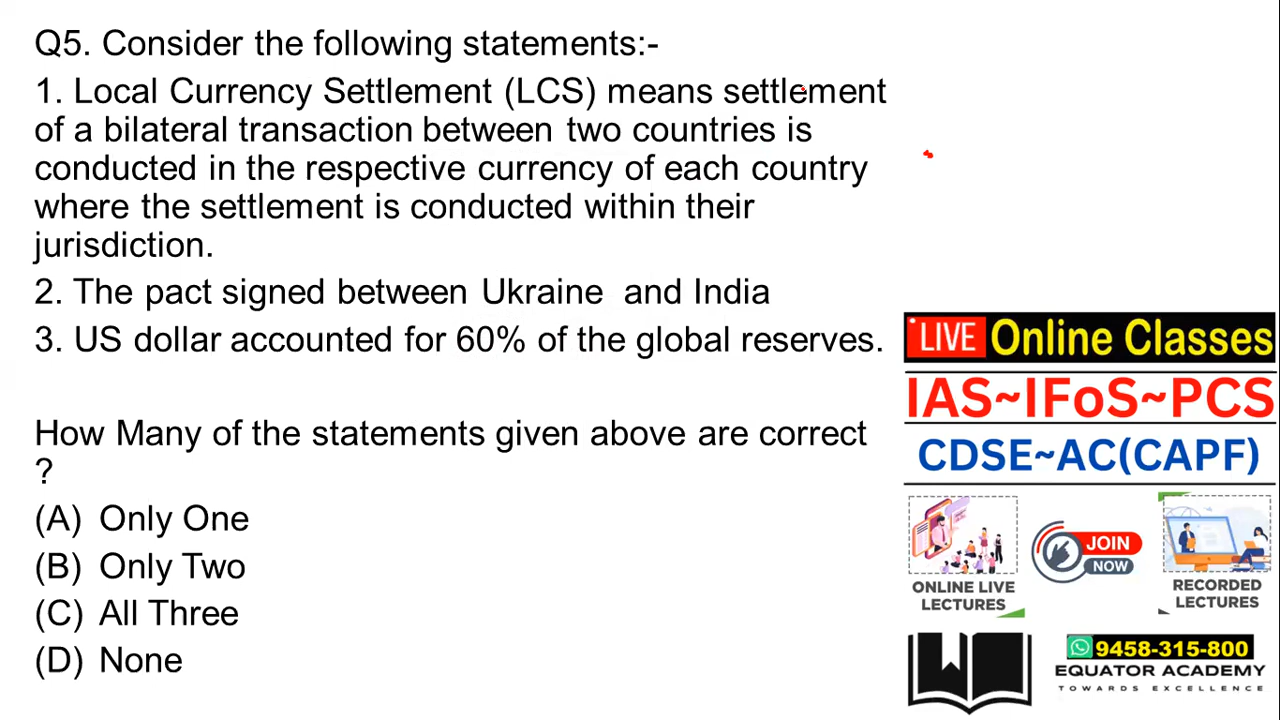 Q5. Consider the following statements:-
1. Local Currency Settlement (LCS) means settlement
of a bilateral transaction between two countries is
conducted in the respective currency of each country
where the settlement is conducted within their
jurisdiction.
2. The pact signed between Ukraine and India
3. US dollar accounted for 60% of the global reserves.
How Many of the statements given above are correct
?
(A) Only One
(B) Only Two
(C) All Three
(D) None
LIVE Online Classes
IAS~IFoS~PCS
CDSE~AC(CAPF)
JOIN
NOW
ONLINE LIVE
LECTURES
RECORDED
LECTURES
9458-315-800
EQUATOR ACADEMY
TOWARDS EXCELLENCE